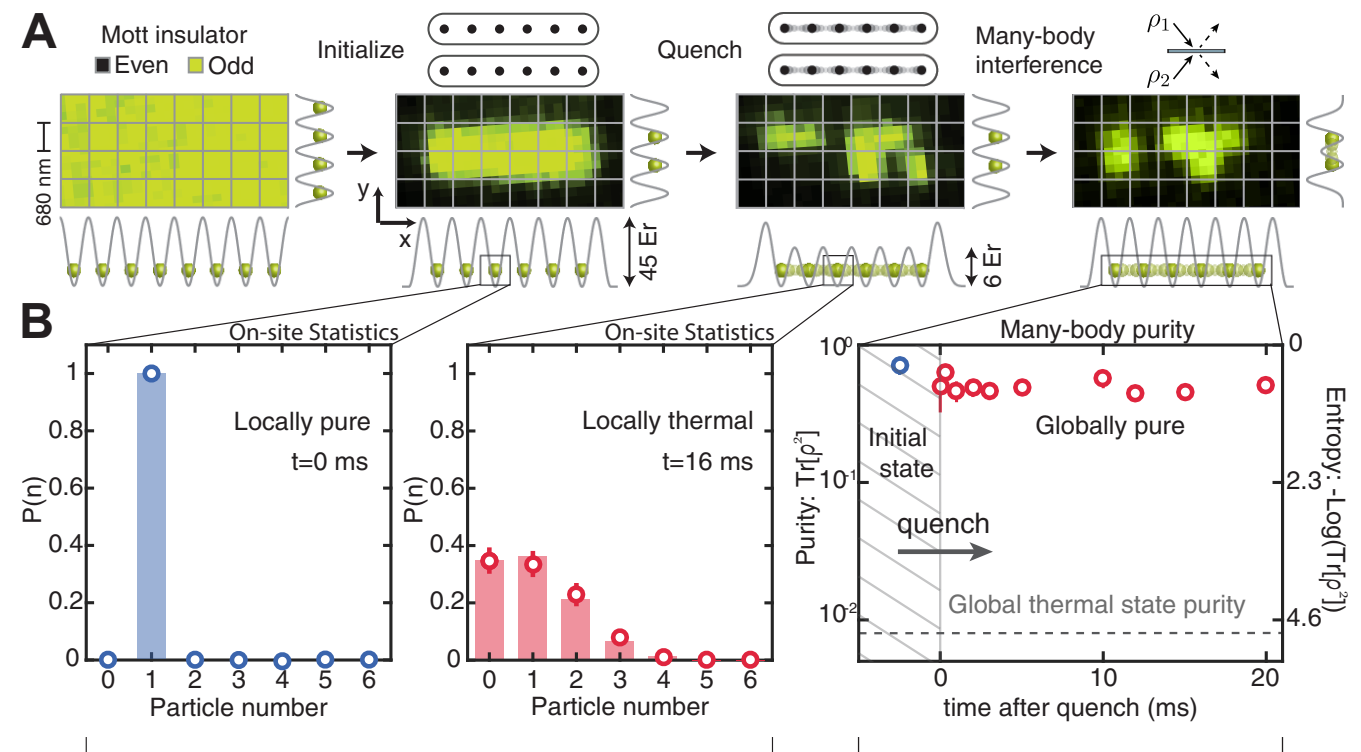 A
Mott insulator
Even Odd
Initialize
Quench
Many-body
interference
ρ1
ρ2
680 nm
y
x
45 Er
6 Er
B
On-site Statistics
P(n)
1
0.8
0.6
0.4
0.2
0
Locally pure
t=0 ms
0 1 2 3 4 5 6
Particle number
On-site Statistics
P(n)
1
0.8
0.6
0.4
0.2
0
Locally thermal
t=16 ms
0 1 2 3 4 5 6
Particle number
Many-body purity
Purity: Tr[ρ̂²]
10⁰
10⁻¹
10⁻²
Initial
state
quench
Globally pure
Global thermal state purity
0
2.3
4.6
Entropy: -Log(Tr[ρ̂²])
0 10 20
time after quench (ms)